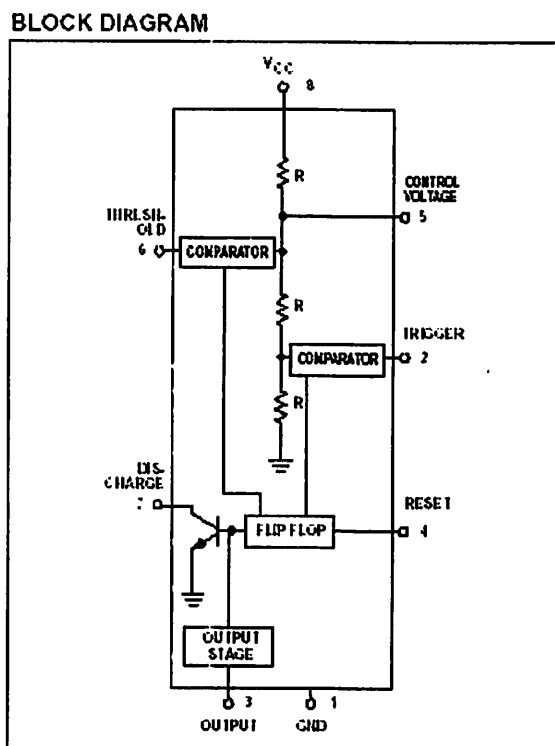 BLOCK DIAGRAM
VCC
8
R
CONTROL
VOLTAGE
5
THRESH-
OLD
6
COMPARATOR
R
TRIGGER
COMPARATOR
2
R
DIS-
CHARGE
7
RESET
FLIP FLOP
4
OUTPUT
STAGE
3
1
OUTPUT
GND